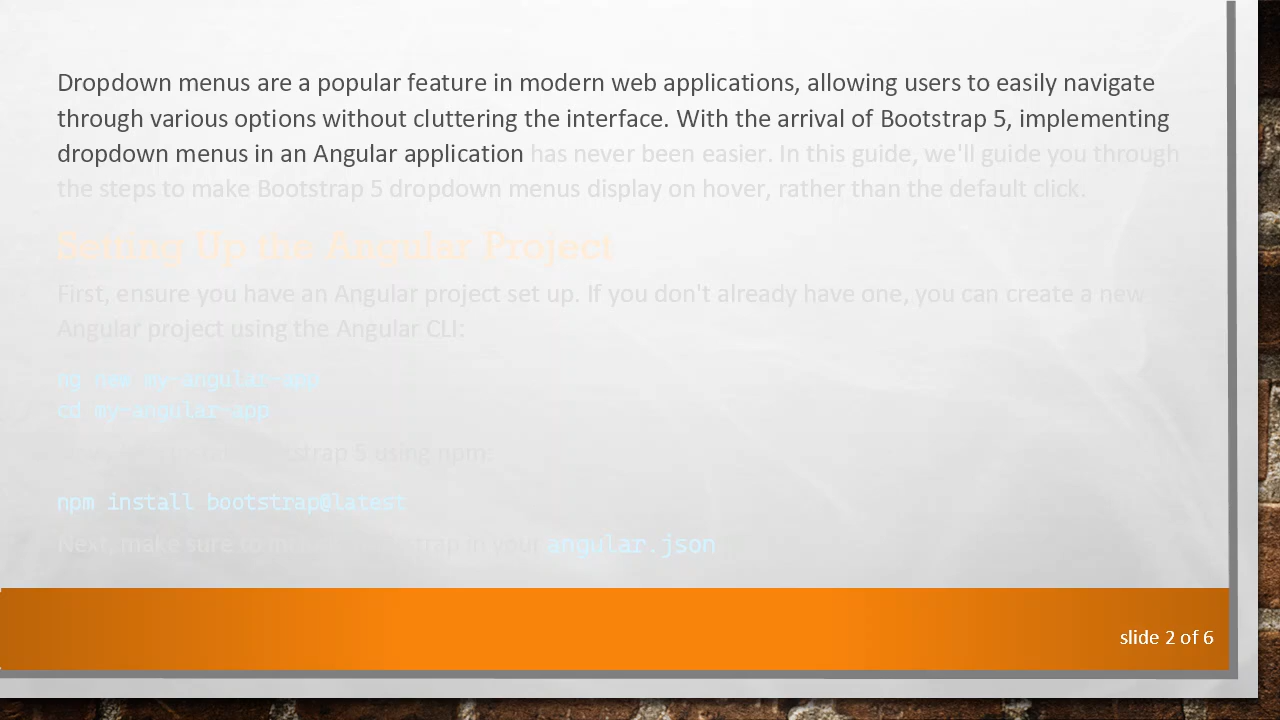 Dropdown menus are a popular feature in modern web applications, allowing users to easily navigate
through various options without cluttering the interface. With the arrival of Bootstrap 5, implementing
dropdown menus in an Angular application has never been easier. In this guide, we'll guide you through
the steps to make Bootstrap 5 dropdown menus display on hover, rather than the default click.
Setting Up the Angular Project
First, ensure you have an Angular project set up. If you don't already have one, you can create a new
Angular project using the Angular CLI:
ng new my-angular-app
cd my-angular-app
5 using npm:
npm install bootstrap@latest
Next, make sure to in your angular.json
slide 2 of 6